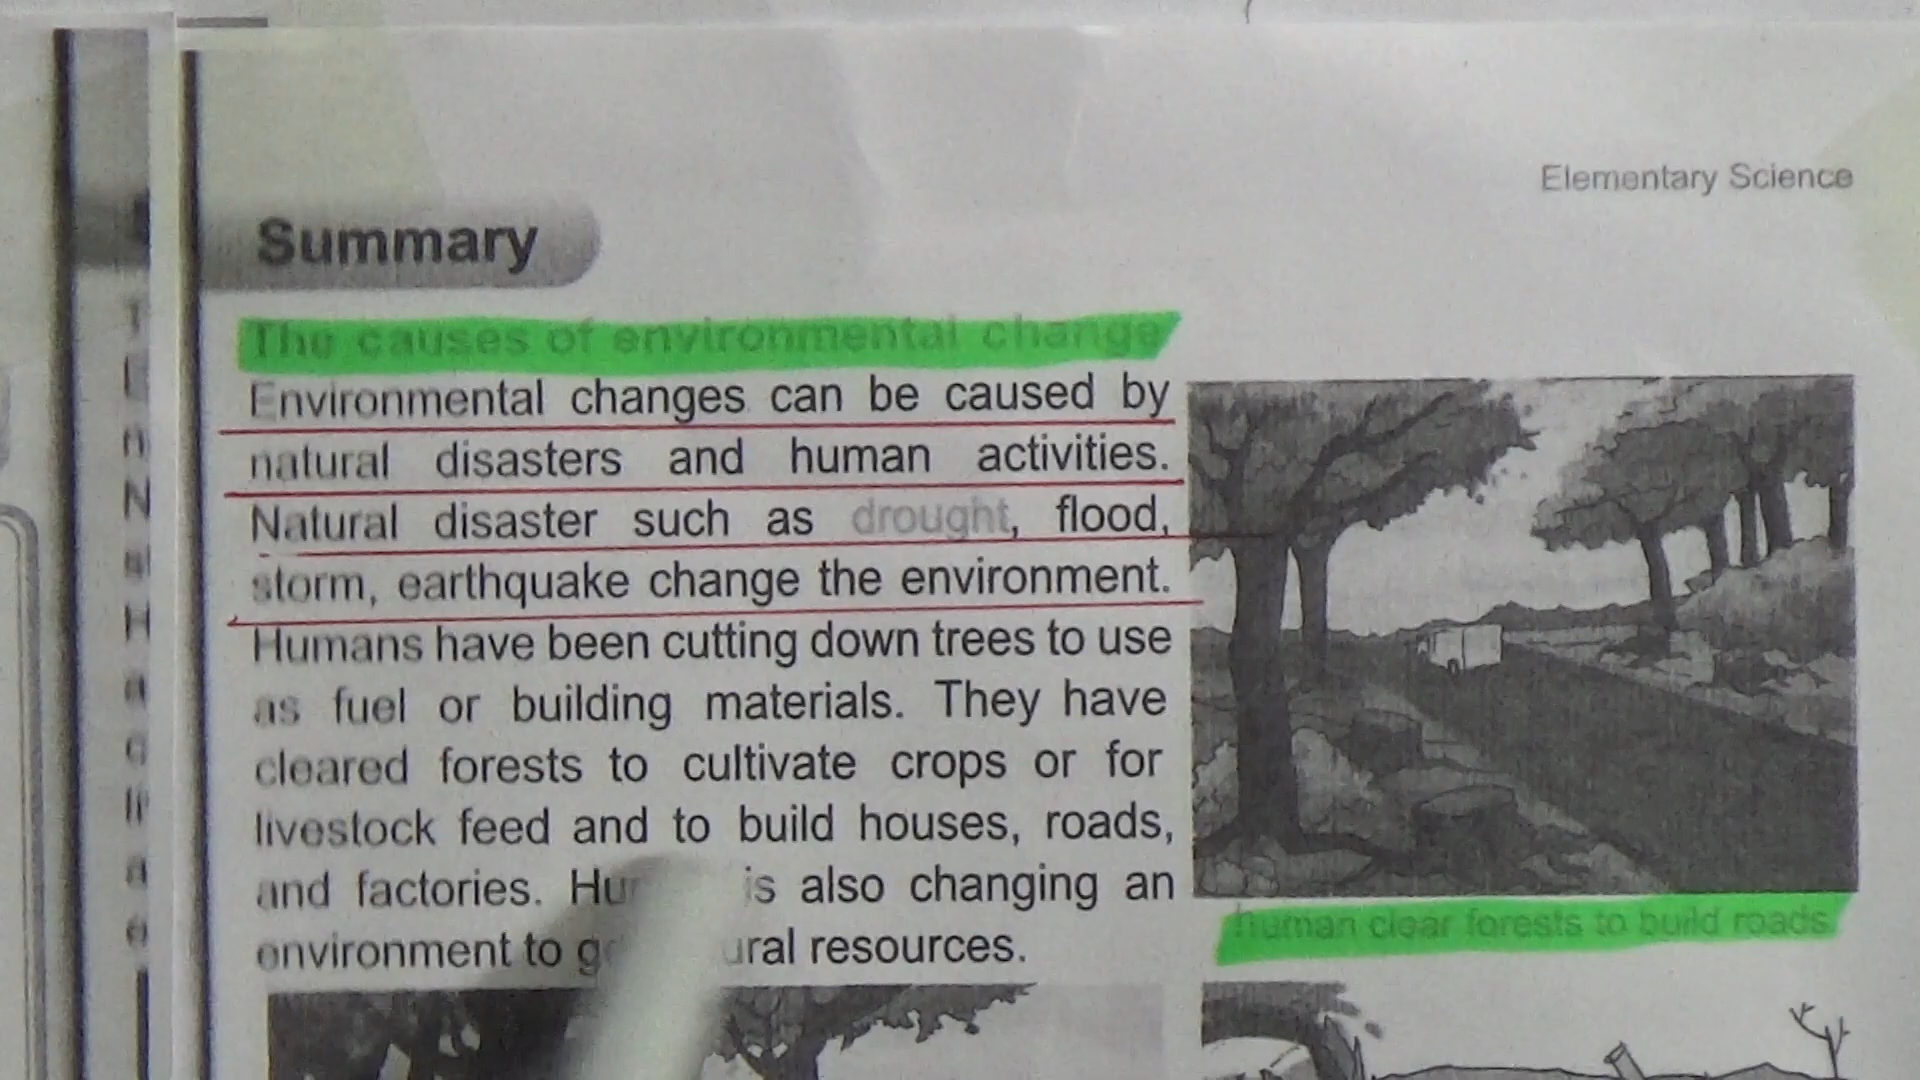 Elementary Science
Summary
The causes of environmental change
Environmental changes can be caused by
natural disasters and human activities.
Natural disaster such as drought, flood,
storm, earthquake change the environment.
Humans have been cutting down trees to use
as fuel or building materials. They have
cleared forests to cultivate crops or for
livestock feed and to build houses, roads,
and factories. is also changing an
environment to resources.
human clear forests to build roads